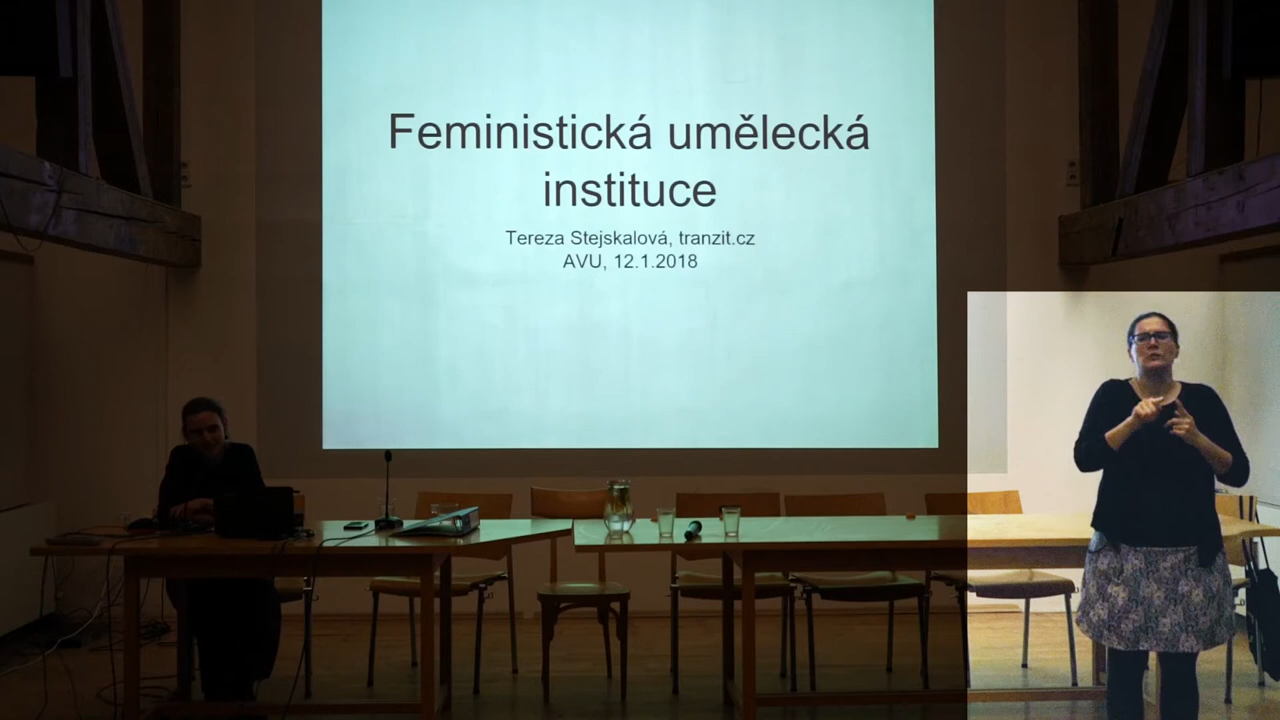 Feministická umělecká
instituce
Tereza Stejskalová, tranzit.cz
AVU, 12.1.2018